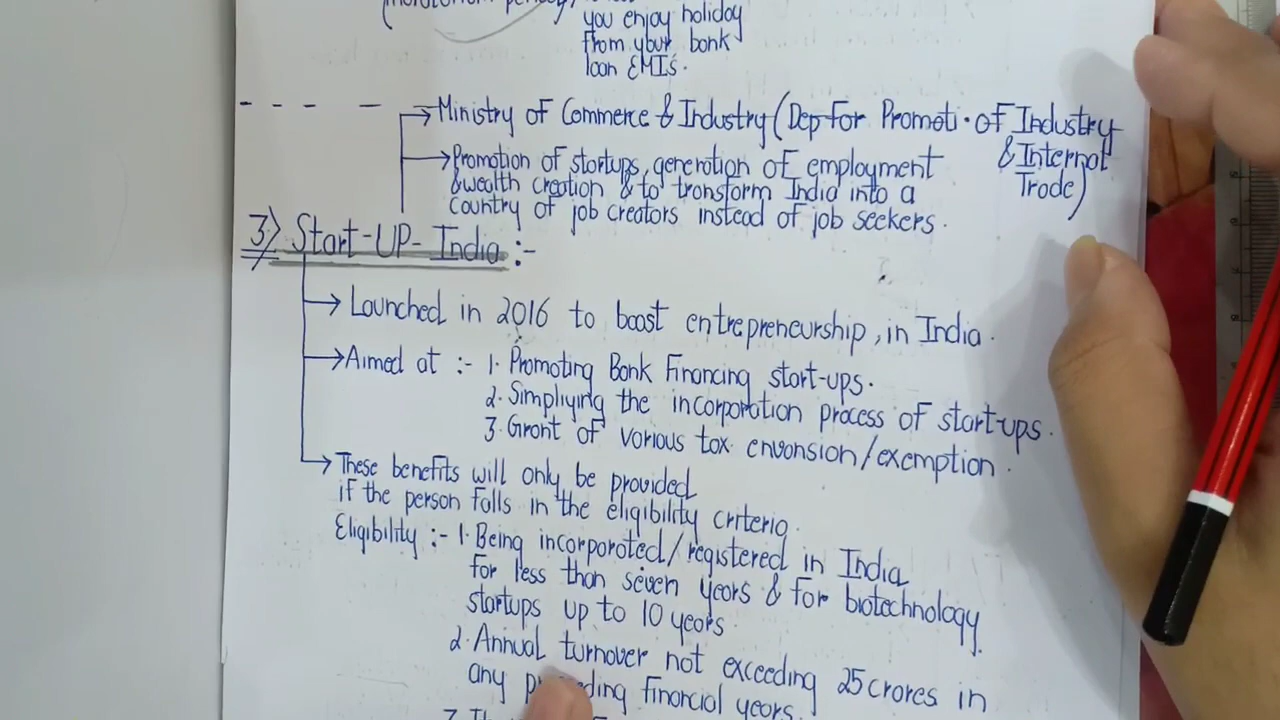 you enjoy holiday
from your bank
loan EMIs.
Ministry of Commerce & Industry (Dep for Promoti. of Industry
& Internal
Trade)
Promotion of startups, generation of employment
& wealth creation & to transform India into a
country of job creators instead of job seekers.
3) Start-UP-India :-
Launched in 2016 to boost entrepreneurship, in India.
Aimed at :- 1. Promoting Bank Financing start-ups.
2. Simpliying the incorporation process of start-ups.
3. Grant of various tax envansion/exemption.
These benefits will only be provided
if the person falls in the eligibility criteria.
Eligibility :- 1. Being incorporated/registered in India
for less than seven years & for biotechnology
startups up to 10 years.
2. Annual turnover not exceeding 25 crores in
any financial years.